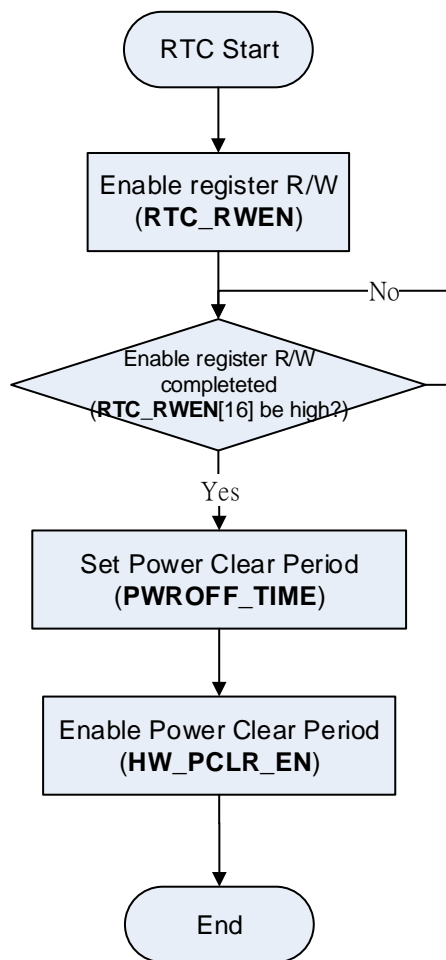 RTC Start
Enable register R/W
(RTC_RWEN)
No
Enable register R/W
completeted
(RTC_RWEN[16] be high?)
Yes
Set Power Clear Period
(PWROFF_TIME)
Enable Power Clear Period
(HW_PCLR_EN)
End